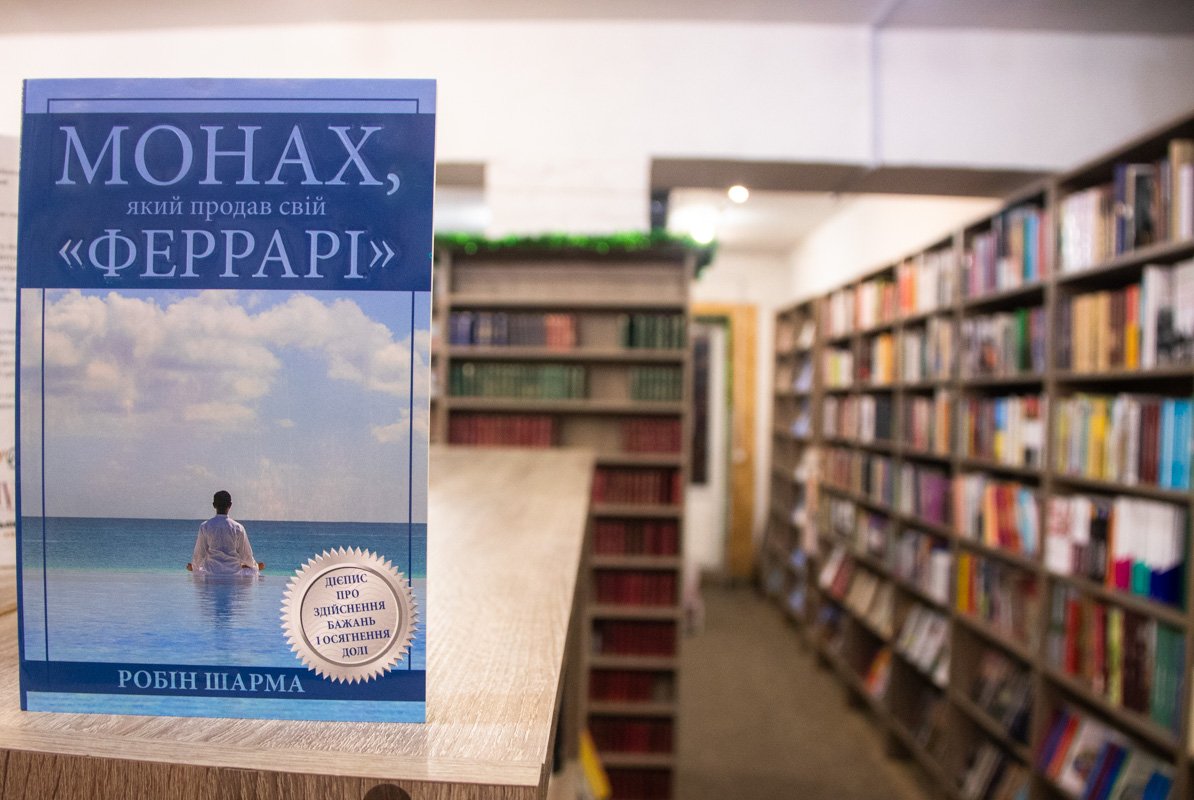 МОНАХ,
який продав свій
«ФЕРРАРІ»
ДІЄПИС
ПРО
ЗДІЙСНЕННЯ
БАЖАНЬ
І ОСЯГНЕННЯ
ДОЛІ
РОБІН ШАРМА